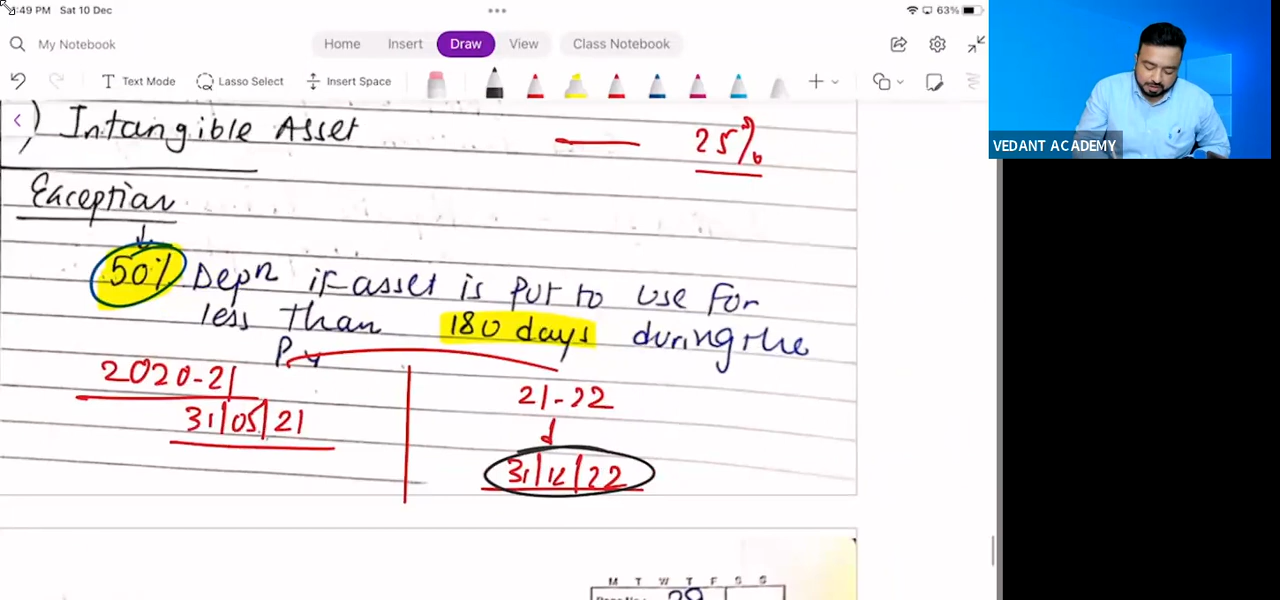 :49 PM Sat 10 Dec
63%
My Notebook
Home Insert Draw View Class Notebook
Text Mode Lasso Select Insert Space
VEDANT ACADEMY
) Intangible Asset — 25%
Exception
50% Depn if asset is put to use for
less than 180 days during the
P.Y
2020-21
31/05/21
21-22
31/12/22
M T W T F S S